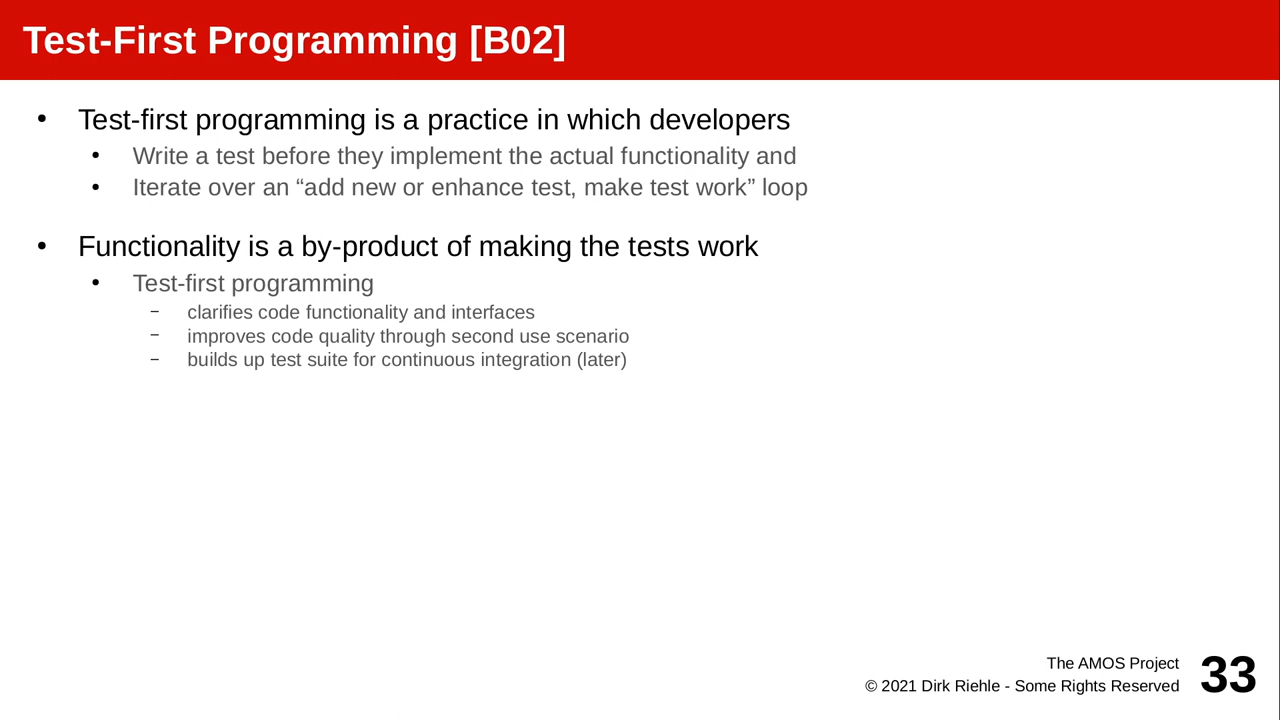 Test-First Programming [B02]
• Test-first programming is a practice in which developers
• Write a test before they implement the actual functionality and
• Iterate over an “add new or enhance test, make test work” loop
• Functionality is a by-product of making the tests work
• Test-first programming
− clarifies code functionality and interfaces
− improves code quality through second use scenario
− builds up test suite for continuous integration (later)
The AMOS Project
© 2021 Dirk Riehle - Some Rights Reserved
33